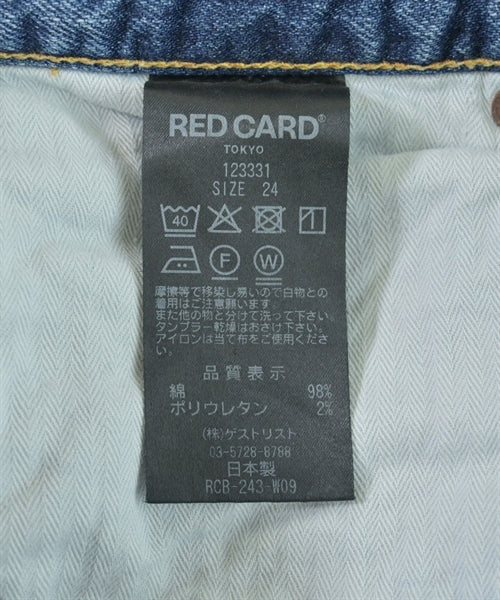 RED CARD®
TOKYO
123331
SIZE 24
40
F W
摩擦等で移染し易いので白物との
着用はご注意願います。
また他の物と分けて洗って下さい。
タンブラー乾燥はおさけ下さい。
アイロンは当て布をご使用くださ
い。
品質表示
綿 98%
ポリウレタン 2%
(株)ゲストリスト
03-5728-8788
日本製
RCB-243-W09